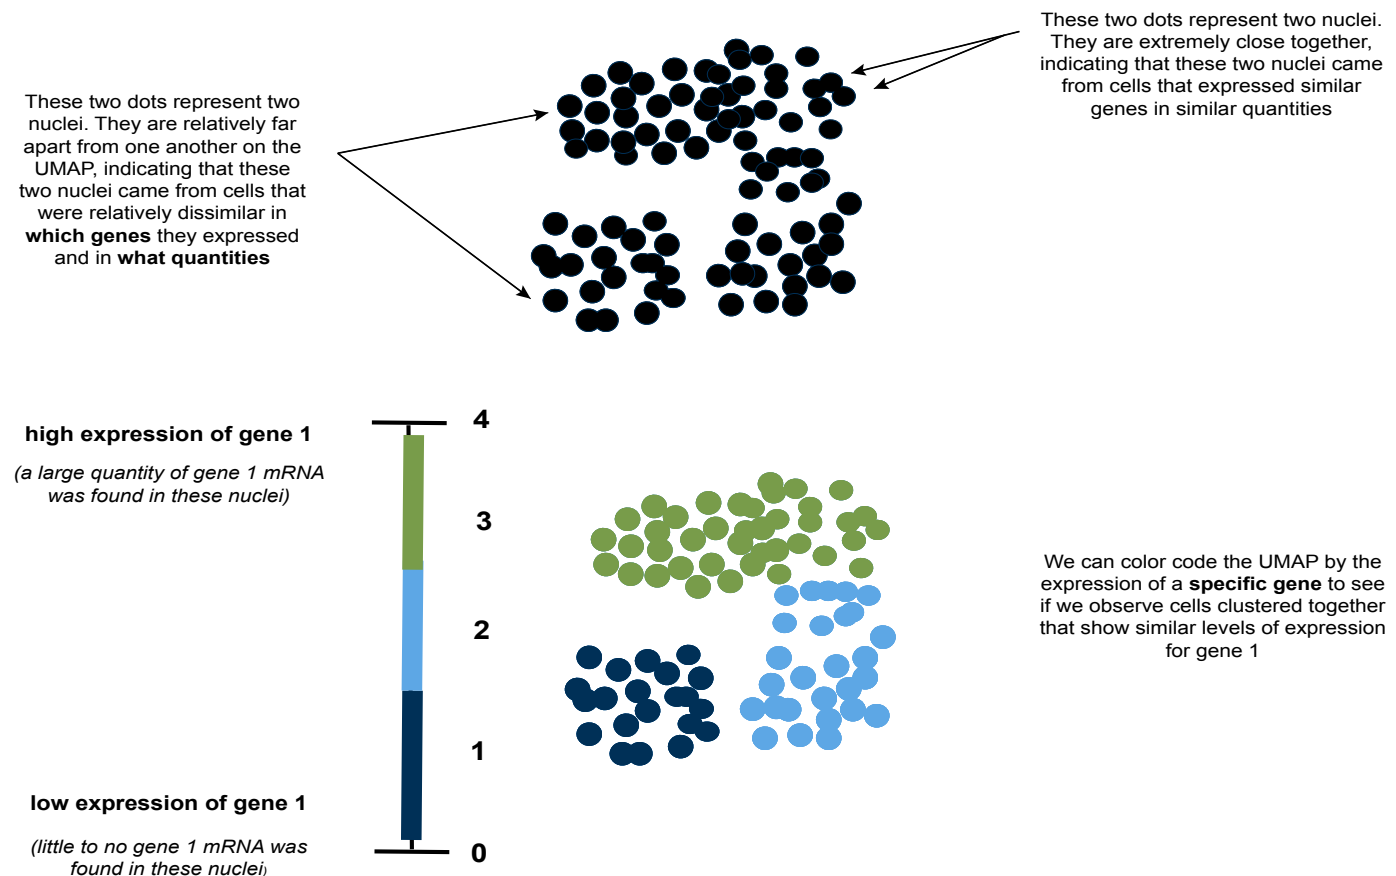 These two dots represent two nuclei.
They are extremely close together,
indicating that these two nuclei came
from cells that expressed similar
genes in similar quantities
These two dots represent two
nuclei. They are relatively far
apart from one another on the
UMAP, indicating that these
two nuclei came from cells that
were relatively dissimilar in
which genes they expressed
and in what quantities
high expression of gene 1
(a large quantity of gene 1 mRNA
was found in these nuclei)
4
3
2
1
0
low expression of gene 1
(little to no gene 1 mRNA was
found in these nuclei)
We can color code the UMAP by the
expression of a specific gene to see
if we observe cells clustered together
that show similar levels of expression
for gene 1